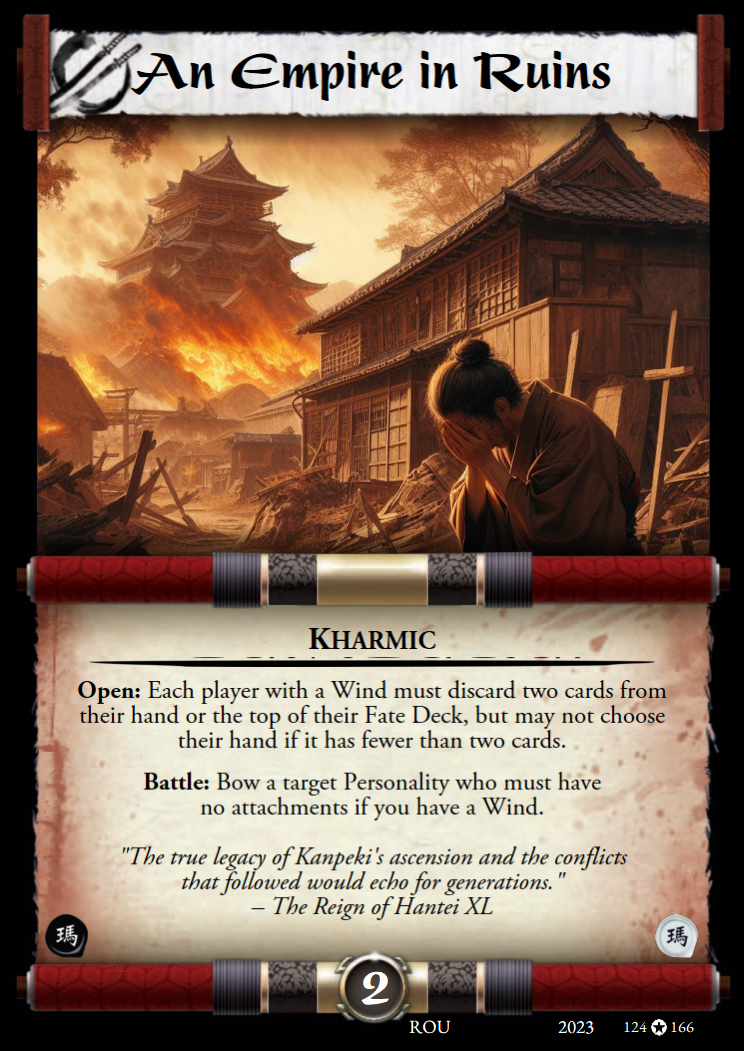 An Empire in Ruins
KHARMIC
Open: Each player with a Wind must discard two cards from
their hand or the top of their Fate Deck, but may not choose
their hand if it has fewer than two cards.
Battle: Bow a target Personality who must have
no attachments if you have a Wind.
"The true legacy of Kanpeki's ascension and the conflicts
that followed would echo for generations."
– The Reign of Hantei XL
瑪
瑪
2
ROU 2023 124 ✪ 166